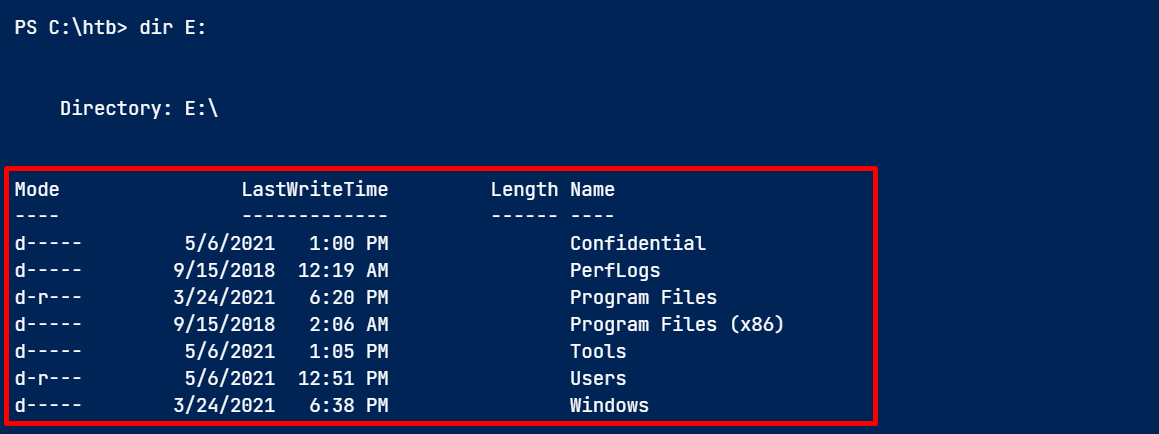 PS C:\htb> dir E:
Directory: E:\
Mode                LastWriteTime         Length Name
----                -------------         ------ ----
d-----         5/6/2021   1:00 PM                Confidential
d-----        9/15/2018  12:19 AM                PerfLogs
d-r---        3/24/2021   6:20 PM                Program Files
d-----        9/15/2018   2:06 AM                Program Files (x86)
d-----         5/6/2021   1:05 PM                Tools
d-r---         5/6/2021  12:51 PM                Users
d-----        3/24/2021   6:38 PM                Windows